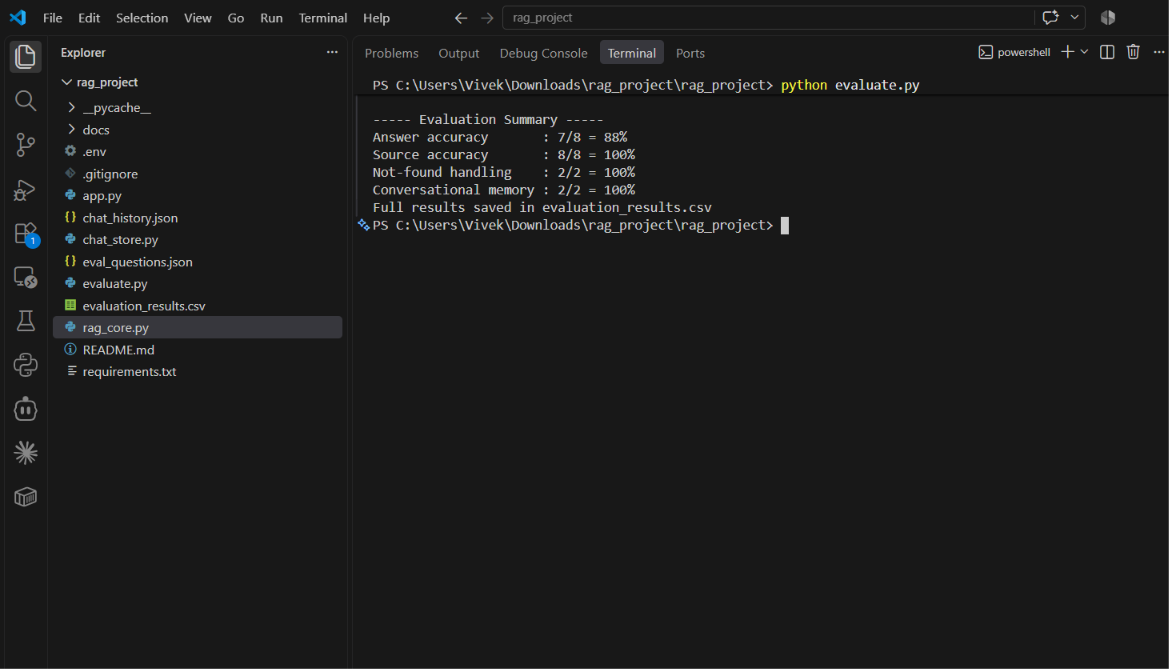 File Edit Selection View Go Run Terminal Help
rag_project
Explorer
rag_project
__pycache__
docs
.env
.gitignore
app.py
chat_history.json
chat_store.py
eval_questions.json
evaluate.py
evaluation_results.csv
rag_core.py
README.md
requirements.txt
1
Problems Output Debug Console Terminal Ports
powershell
PS C:\Users\Vivek\Downloads\rag_project\rag_project> python evaluate.py
----- Evaluation Summary -----
Answer accuracy : 7/8 = 88%
Source accuracy : 8/8 = 100%
Not-found handling : 2/2 = 100%
Conversational memory : 2/2 = 100%
Full results saved in evaluation_results.csv
PS C:\Users\Vivek\Downloads\rag_project\rag_project>